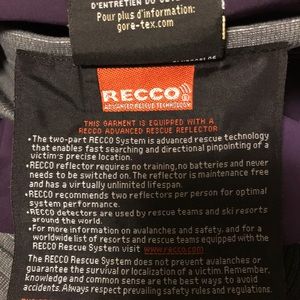 D'ENTRETIEN DU
Pour plus d'information:
gore-tex.com
RECCO
ADVANCED RESCUE TECHNOLOGY
THIS GARMENT IS EQUIPPED WITH A
RECCO ADVANCED RESCUE REFLECTOR
•The two-part RECCO System is advanced rescue technology
that enables fast searching and directional pinpointing of a
victim's precise location.
•RECCO reflector requires no training, no batteries and never
needs to be switched on. The reflector is maintenance free
and has a virtually unlimited lifespan.
•RECCO recommends two reflectors per person for optimal
system performance.
•RECCO detectors are used by rescue teams and ski resorts
around the world.
•For more information on avalanches and safety, and for a
worldwide list of resorts and rescue teams equipped with the
RECCO Rescue System visit www.recco.com
The RECCO Rescue System does not prevent avalanches or
guarantee the survival or localization of a victim. Remember,
knowledge and common sense are the best ways to avoid
accidents. Always respect prevailing safety rules and regulations.